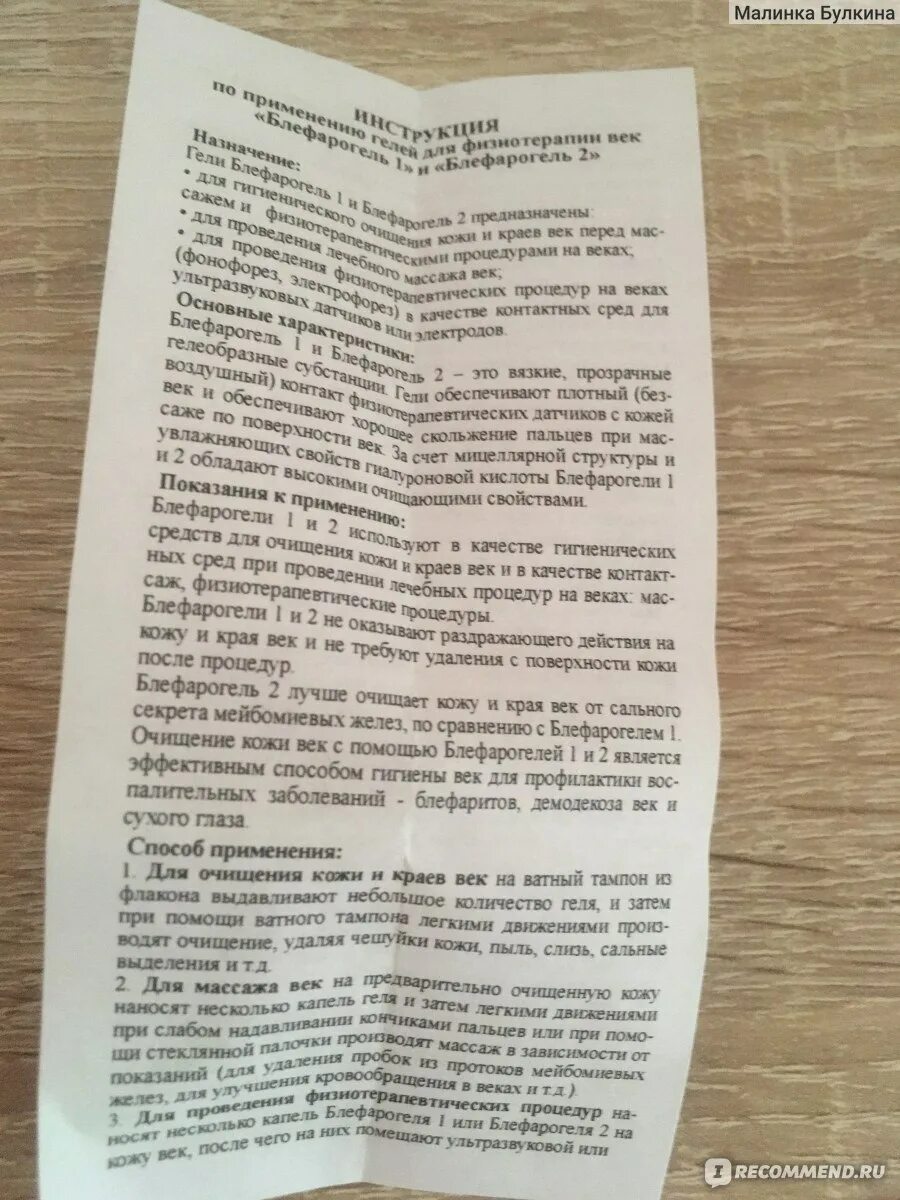 Малинка Булкина
ИНСТРУКЦИЯ
по применению гелей для физиотерапии век
«Блефарогель 1» и «Блефарогель 2»
Назначение:
Гели Блефарогель 1 и Блефарогель 2 предназначены:
• для гигиенического очищения кожи и краев век перед мас-
сажем и физиотерапевтическими процедурами на веках;
• для проведения лечебного массажа век;
• для проведения физиотерапевтических процедур на веках
(фонофорез, электрофорез) в качестве контактных сред для
ультразвуковых датчиков или электродов.
Основные характеристики:
Блефарогель 1 и Блефарогель 2 – это вязкие, прозрачные
гелеобразные субстанции. Гели обеспечивают плотный (без-
воздушный) контакт физиотерапевтических датчиков с кожей
век и обеспечивают хорошее скольжение пальцев при мас-
саже по поверхности век. За счет мицеллярной структуры и
увлажняющих свойств гиалуроновой кислоты Блефарогели 1
и 2 обладают высокими очищающими свойствами.
Показания к применению:
Блефарогели 1 и 2 используют в качестве гигиенических
средств для очищения кожи и краев век и в качестве контакт-
ных сред при проведении лечебных процедур на веках: мас-
саж, физиотерапевтические процедуры.
Блефарогели 1 и 2 не оказывают раздражающего действия на
кожу и края век и не требуют удаления с поверхности кожи
после процедур.
Блефарогель 2 лучше очищает кожу и края век от сального
секрета мейбомиевых желез, по сравнению с Блефарогелем 1.
Очищение кожи век с помощью Блефарогелей 1 и 2 является
эффективным способом гигиены век для профилактики вос-
палительных заболеваний - блефаритов, демодекоза век и
сухого глаза.
Способ применения:
1. Для очищения кожи и краев век на ватный тампон из
флакона выдавливают небольшое количество геля, и затем
при помощи ватного тампона легкими движениями произ-
водят очищение, удаляя чешуйки кожи, пыль, слизь, сальные
выделения и т.д.
2. Для массажа век на предварительно очищенную кожу
наносят несколько капель геля и затем легкими движениями
при слабом надавливании кончиками пальцев или при помо-
щи стеклянной палочки производят массаж в зависимости от
показаний (для удаления пробок из протоков мейбомиевых
желез, для улучшения кровообращения в веках и т.д.).
3. Для проведения физиотерапевтических процедур на-
носят несколько капель Блефарогеля 1 или Блефарогеля 2 на
кожу век, после чего на них помещают ультразвуковой или
IRECOMMEND.RU